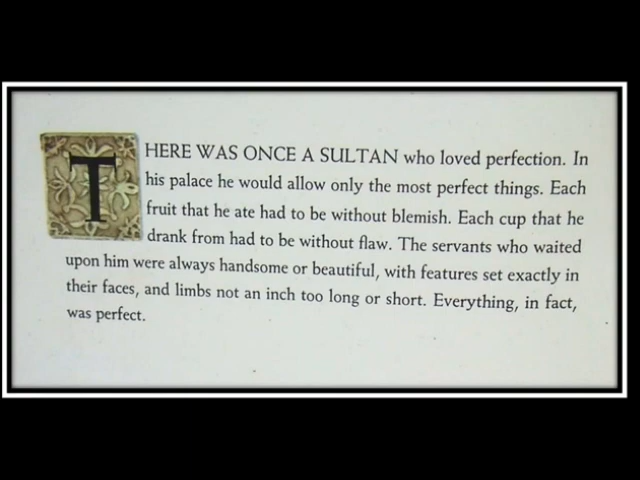 THERE WAS ONCE A SULTAN who loved perfection. In
his palace he would allow only the most perfect things. Each
fruit that he ate had to be without blemish. Each cup that he
drank from had to be without flaw. The servants who waited
upon him were always handsome or beautiful, with features set exactly in
their faces, and limbs not an inch too long or short. Everything, in fact,
was perfect.